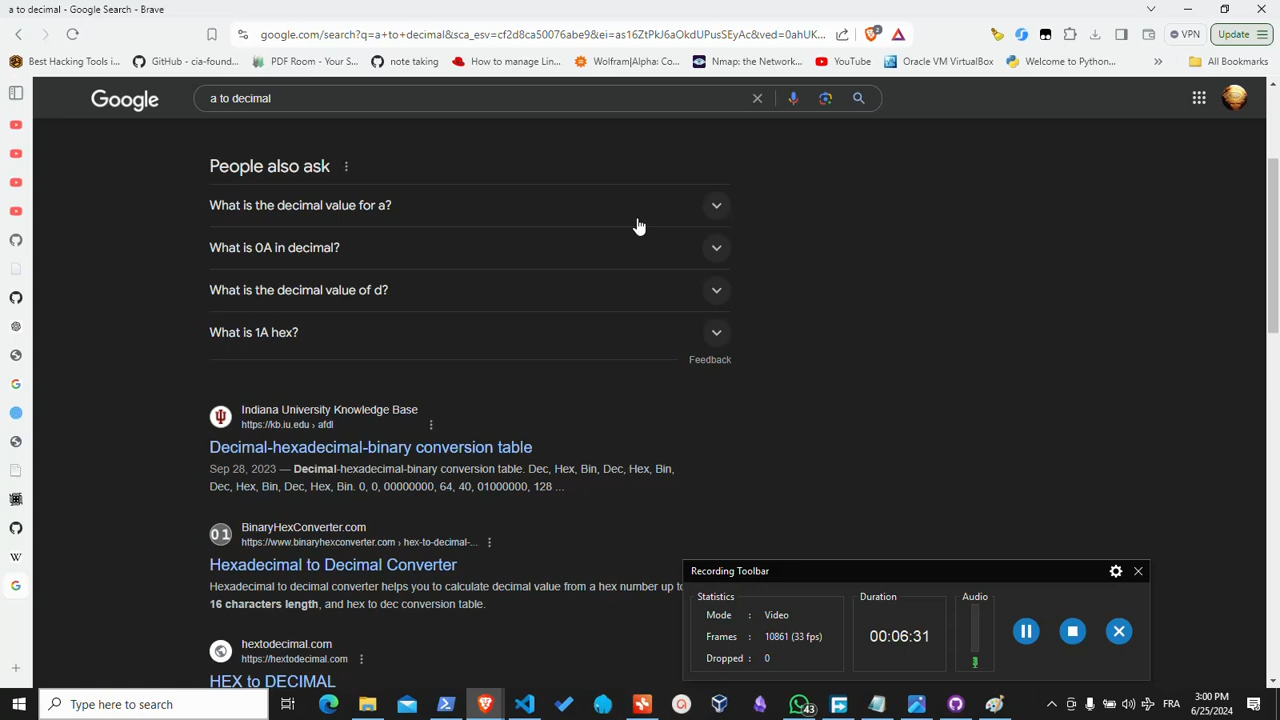 a to decimal - Google Search - Brave
google.com/search?q=a+to+decimal&sca_esv=cf2d8ca50076abe9&ei=as16ZtPkJ6aOkdUPusSEyAc&ved=0ahUK...
2
VPN
Update
Best Hacking Tools i...
GitHub - cia-found...
PDF Room - Your S...
note taking
How to manage Lin...
Wolfram|Alpha: Co...
Nmap: the Network...
YouTube
Oracle VM VirtualBox
Welcome to Python...
All Bookmarks
Google
a to decimal
People also ask
What is the decimal value for a?
What is 0A in decimal?
What is the decimal value of d?
What is 1A hex?
Feedback
Indiana University Knowledge Base
https://kb.iu.edu › afdl
Decimal-hexadecimal-binary conversion table
Sep 28, 2023 — Decimal-hexadecimal-binary conversion table. Dec, Hex, Bin, Dec, Hex, Bin,
Dec, Hex, Bin, Dec, Hex, Bin. 0, 0, 00000000, 64, 40, 01000000, 128 ...
BinaryHexConverter.com
https://www.binaryhexconverter.com › hex-to-decimal-...
Hexadecimal to Decimal Converter
Hexadecimal to decimal converter helps you to calculate decimal value from a hex number up to
16 characters length, and hex to dec conversion table.
hextodecimal.com
https://hextodecimal.com
HEX to DECIMAL
Recording Toolbar
Statistics
Mode : Video
Frames : 10861 (33 fps)
Dropped : 0
Duration
00:06:31
Audio
Type here to search
43
FRA
3:00 PM
6/25/2024